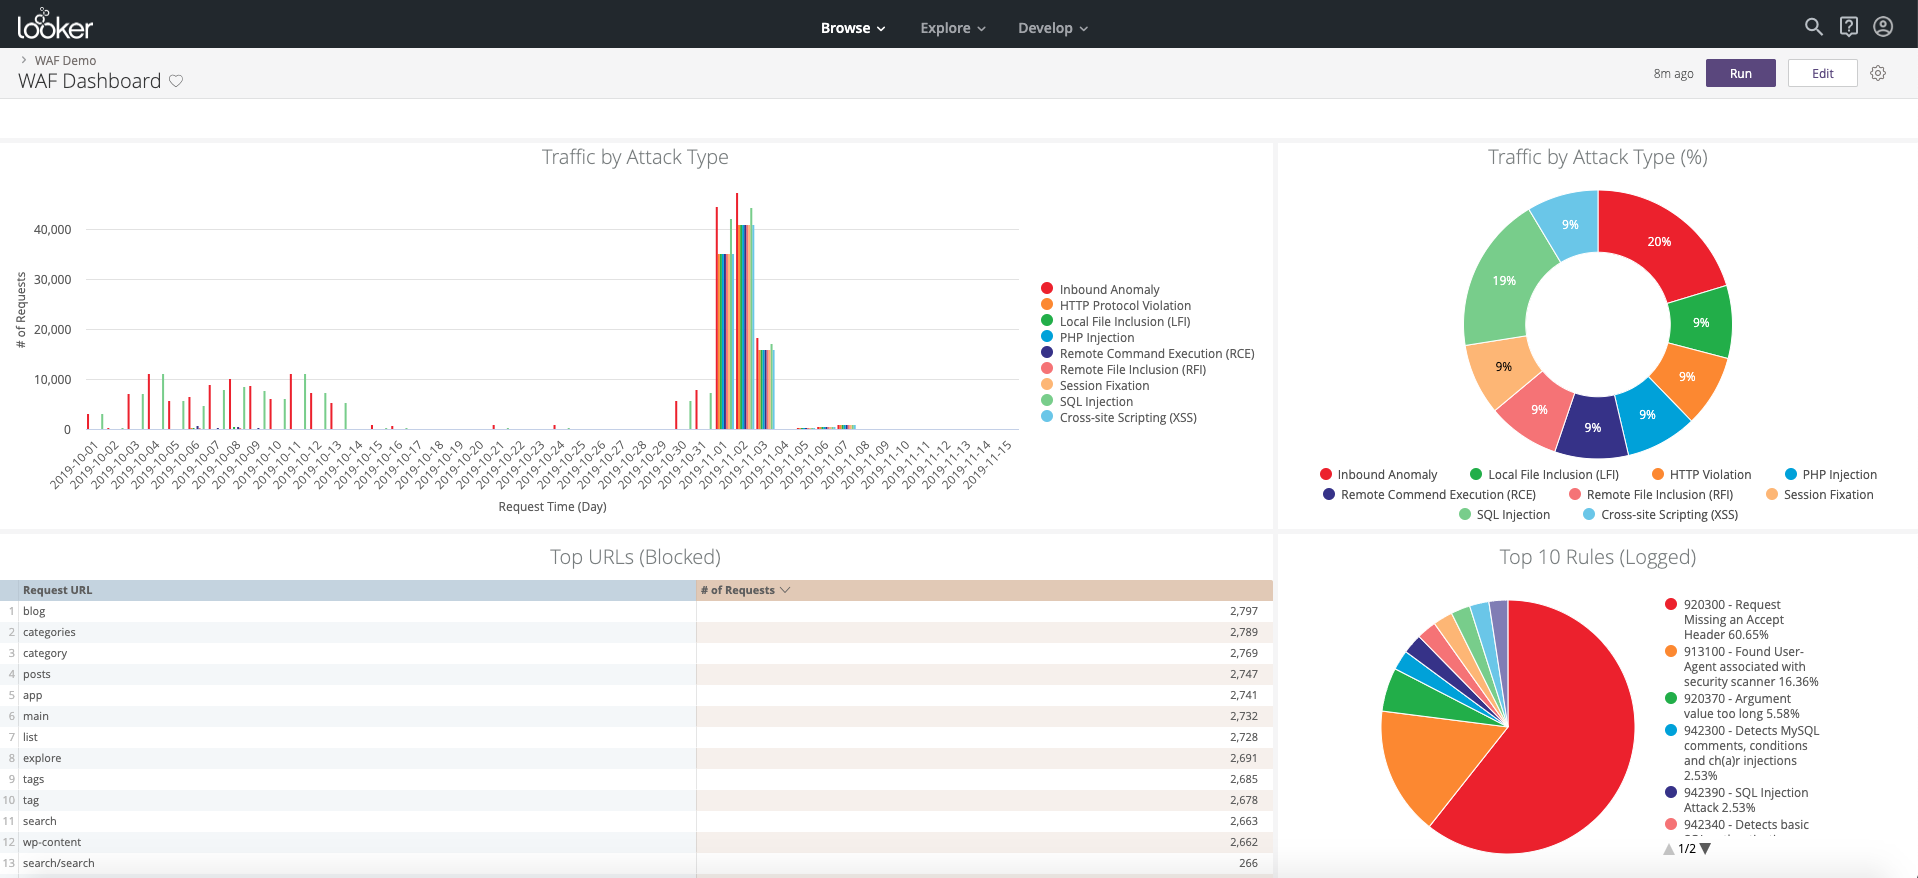 looker
Browse
Explore
Develop
WAF Demo
WAF Dashboard
8m ago
Run
Edit
Traffic by Attack Type
# of Requests
40,000
30,000
20,000
10,000
0
2019-10-01
2019-10-02
2019-10-03
2019-10-04
2019-10-05
2019-10-06
2019-10-07
2019-10-08
2019-10-09
2019-10-10
2019-10-11
2019-10-12
2019-10-13
2019-10-14
2019-10-15
2019-10-16
2019-10-17
2019-10-18
2019-10-19
2019-10-20
2019-10-21
2019-10-22
2019-10-23
2019-10-24
2019-10-25
2019-10-26
2019-10-27
2019-10-28
2019-10-29
2019-10-30
2019-10-31
2019-11-01
2019-11-02
2019-11-03
2019-11-04
2019-11-05
2019-11-06
2019-11-07
2019-11-08
2019-11-09
2019-11-10
2019-11-11
2019-11-12
2019-11-13
2019-11-14
2019-11-15
Request Time (Day)
Inbound Anomaly
HTTP Protocol Violation
Local File Inclusion (LFI)
PHP Injection
Remote Command Execution (RCE)
Remote File Inclusion (RFI)
Session Fixation
SQL Injection
Cross-site Scripting (XSS)
Traffic by Attack Type (%)
20%
9%
9%
9%
9%
9%
9%
19%
9%
Inbound Anomaly Local File Inclusion (LFI) HTTP Violation PHP Injection
Remote Commend Execution (RCE) Remote File Inclusion (RFI) Session Fixation
SQL Injection Cross-site Scripting (XSS)
Top URLs (Blocked)
Request URL # of Requests
1 blog 2,797
2 categories 2,789
3 category 2,769
4 posts 2,747
5 app 2,741
6 main 2,732
7 list 2,728
8 explore 2,691
9 tags 2,685
10 tag 2,678
11 search 2,663
12 wp-content 2,662
13 search/search 266
Top 10 Rules (Logged)
920300 - Request
Missing an Accept
Header 60.65%
913100 - Found User-
Agent associated with
security scanner 16.36%
920370 - Argument
value too long 5.58%
942300 - Detects MySQL
comments, conditions
and ch(a)r injections
2.53%
942390 - SQL Injection
Attack 2.53%
942340 - Detects basic
1/2